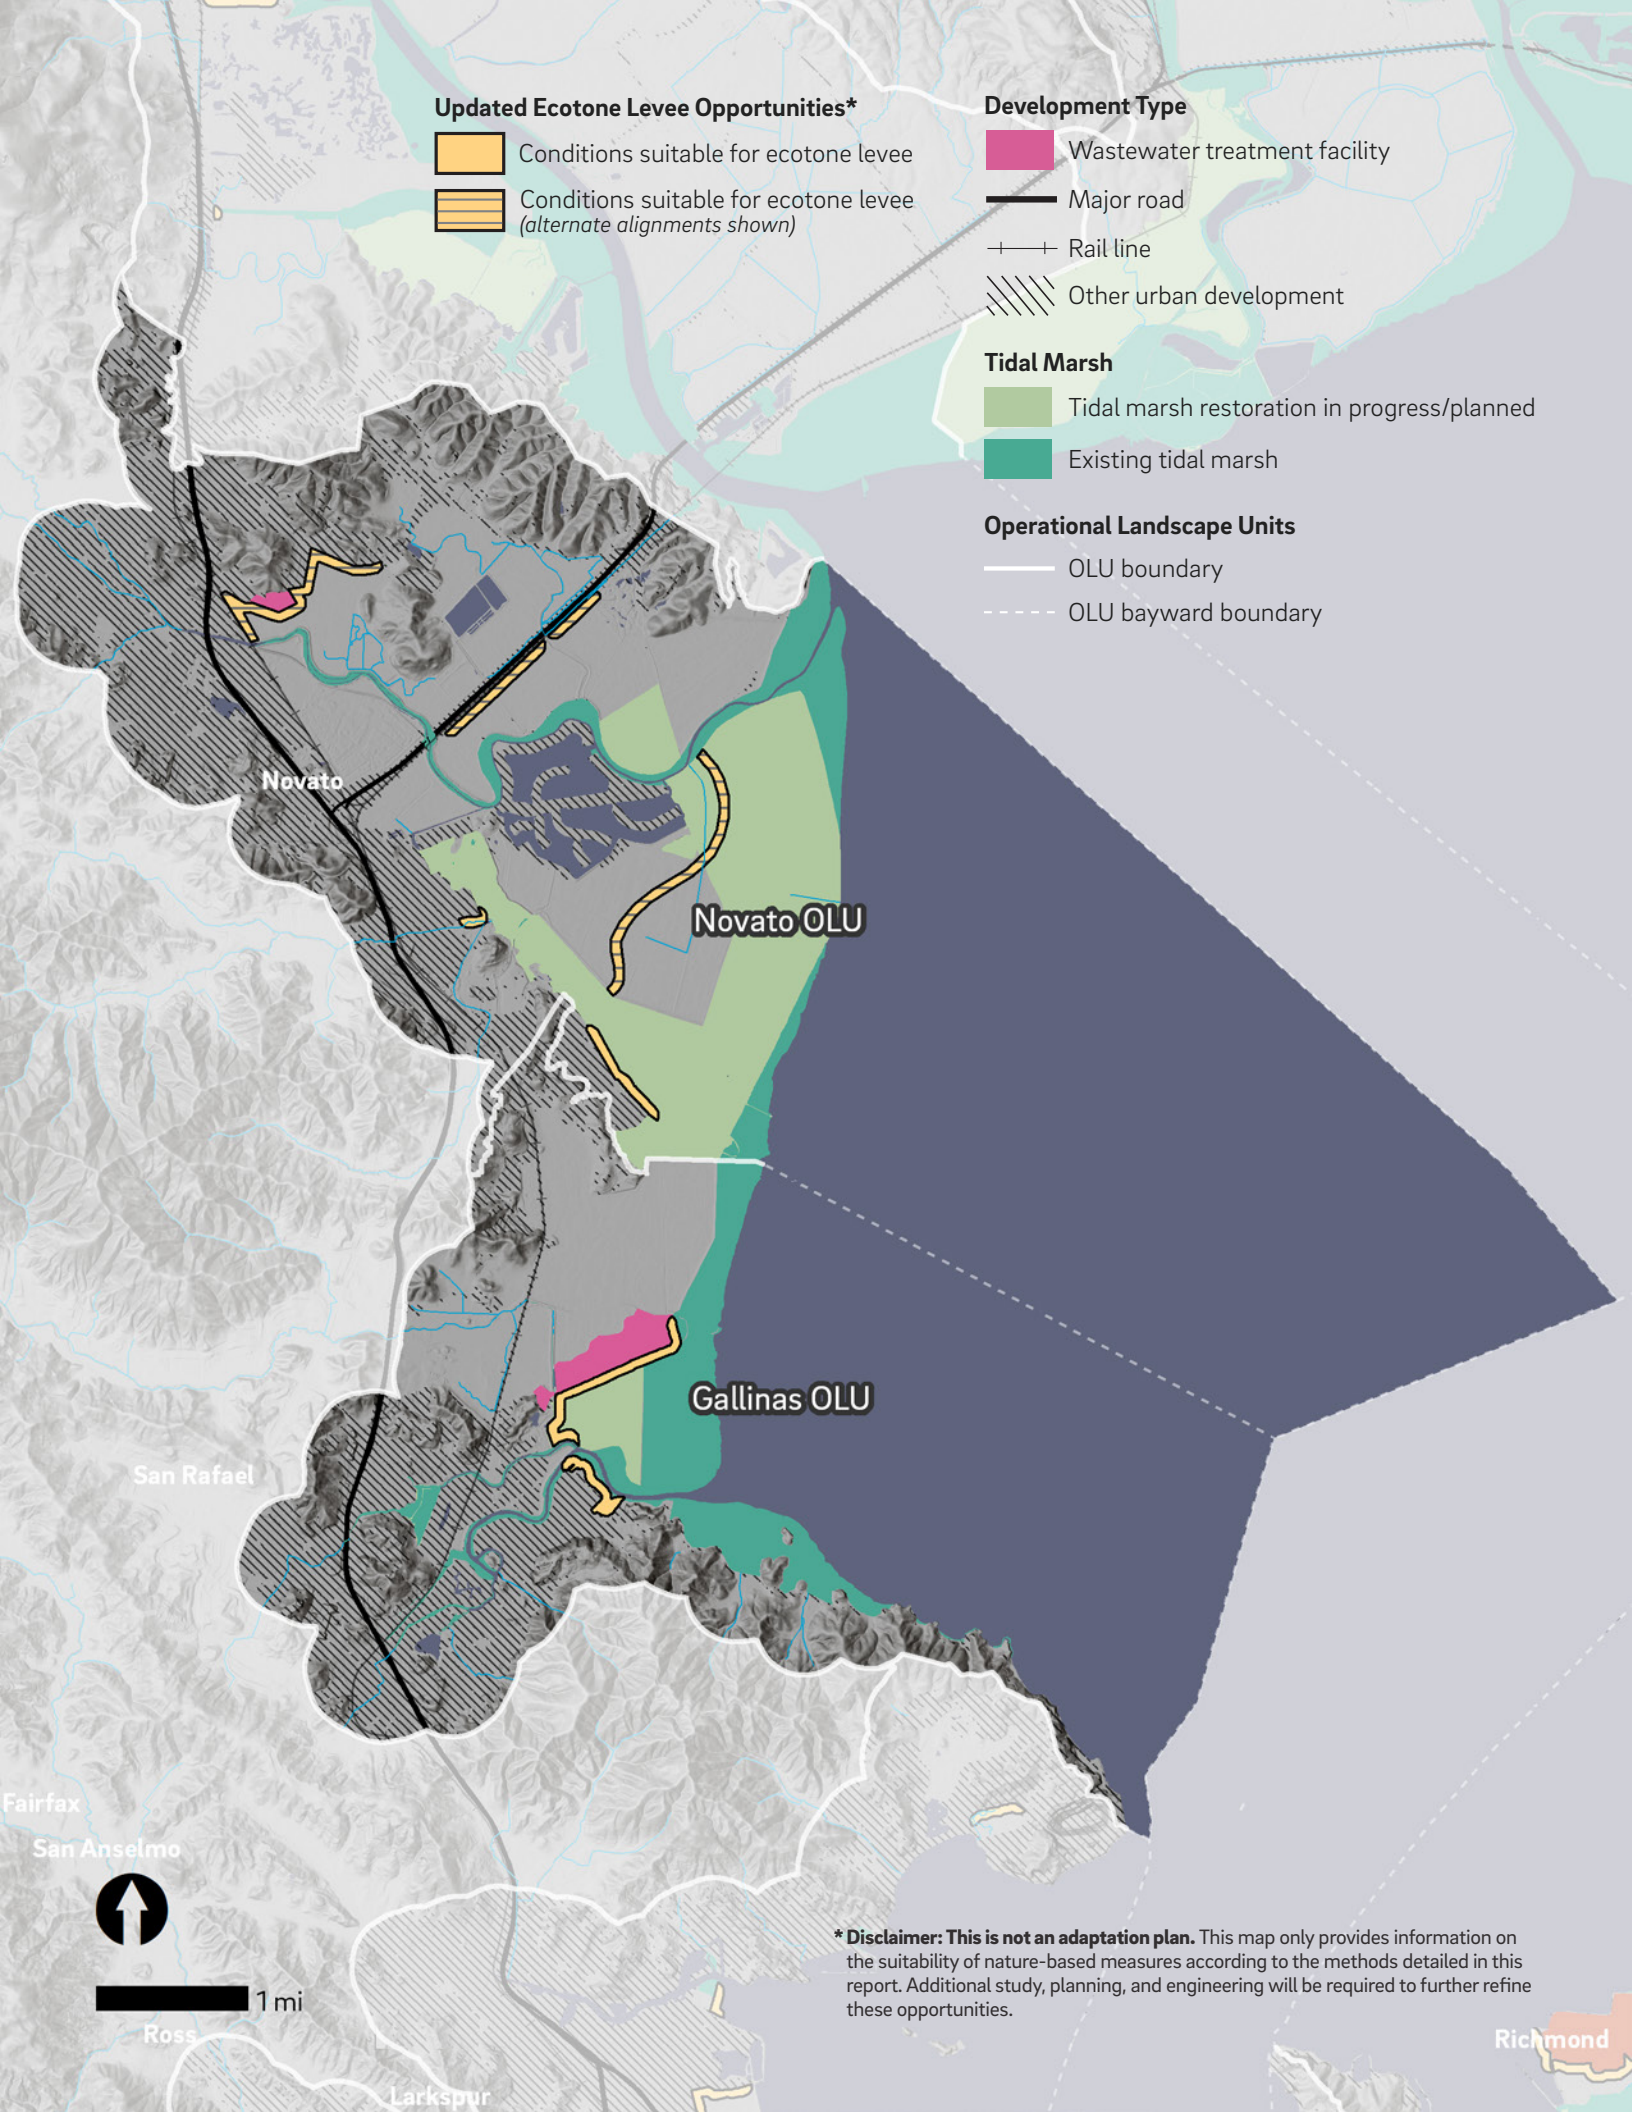 Updated Ecotone Levee Opportunities*
Conditions suitable for ecotone levee
Conditions suitable for ecotone levee
(alternate alignments shown)
Development Type
Wastewater treatment facility
Major road
Rail line
Other urban development
Tidal Marsh
Tidal marsh restoration in progress/planned
Existing tidal marsh
Operational Landscape Units
OLU boundary
OLU bayward boundary
Novato
Novato OLU
Gallinas OLU
San Rafael
Fairfax
San Anselmo
1 mi
Ross
Larkspur
* Disclaimer: This is not an adaptation plan. This map only provides information on
the suitability of nature-based measures according to the methods detailed in this
report. Additional study, planning, and engineering will be required to further refine
these opportunities.
Richmond